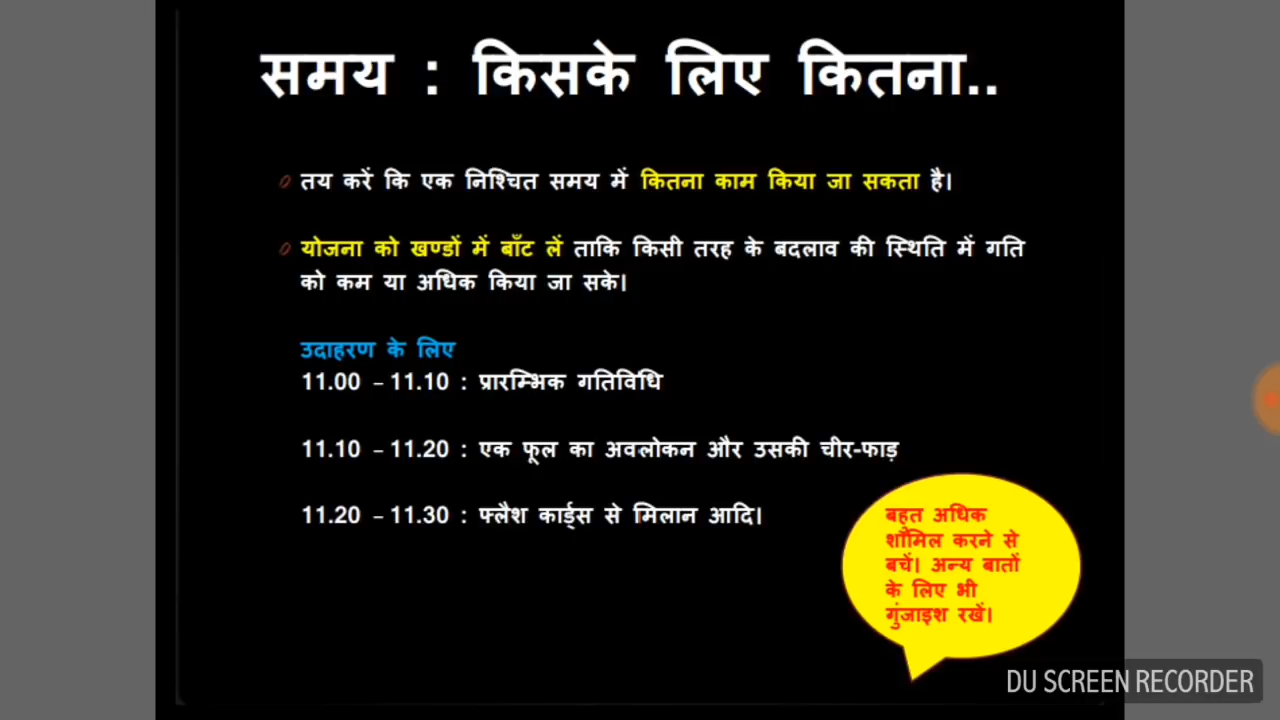 समय : किसके लिए कितना..
तय करें कि एक निश्चित समय में कितना काम किया जा सकता है।
योजना को खण्डों में बाँट लें ताकि किसी तरह के बदलाव की स्थिति में गति
को कम या अधिक किया जा सके।
उदाहरण के लिए
11.00 – 11.10 : प्रारम्भिक गतिविधि
11.10 – 11.20 : एक फूल का अवलोकन और उसकी चीर-फाड़
11.20 – 11.30 : फ्लैश कार्ड्स से मिलान आदि।
बहुत अधिक
शामिल करने से
बचें। अन्य बातों
के लिए भी
गुंजाइश रखें।
DU SCREEN RECORDER